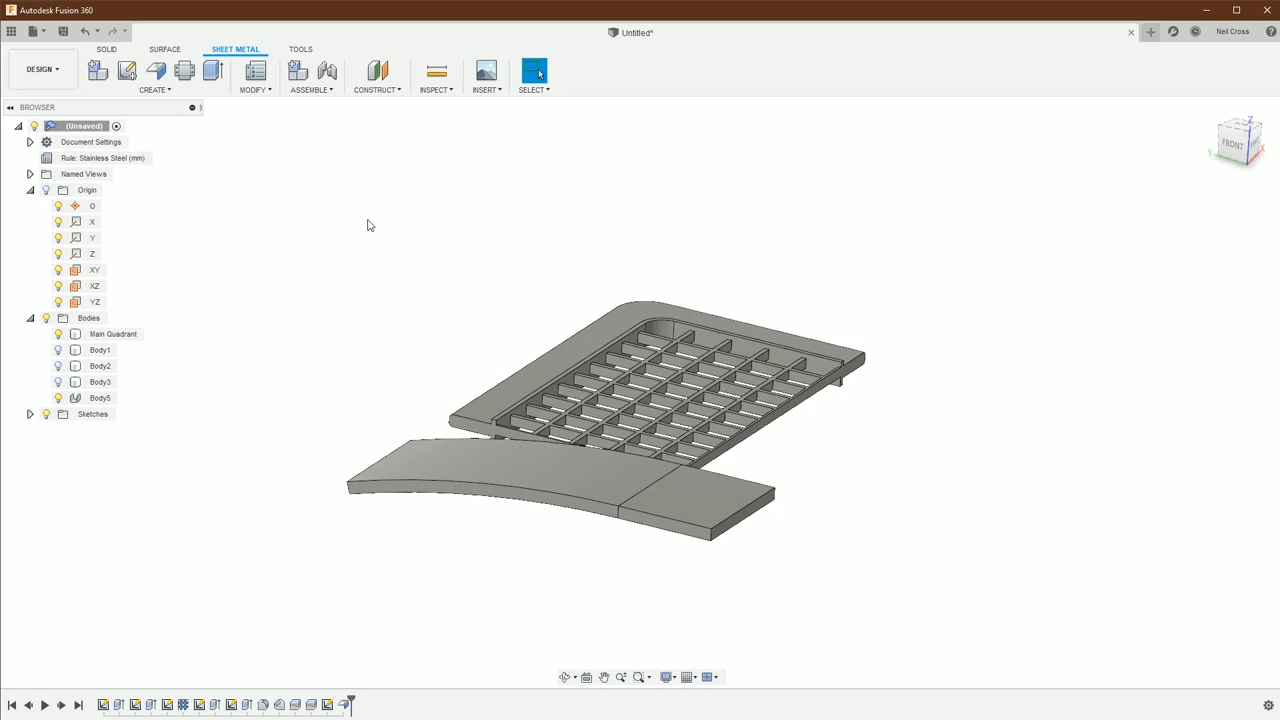 Autodesk Fusion 360
Untitled*
Neil Cross
SOLID SURFACE SHEET METAL TOOLS
DESIGN
CREATE MODIFY ASSEMBLE CONSTRUCT INSPECT INSERT SELECT
BROWSER
(Unsaved)
Document Settings
Rule: Stainless Steel (mm)
Named Views
Origin
O
X
Y
Z
XY
XZ
YZ
Bodies
Main Quadrant
Body1
Body2
Body3
Body5
Sketches
Z
FRONT
Y
X